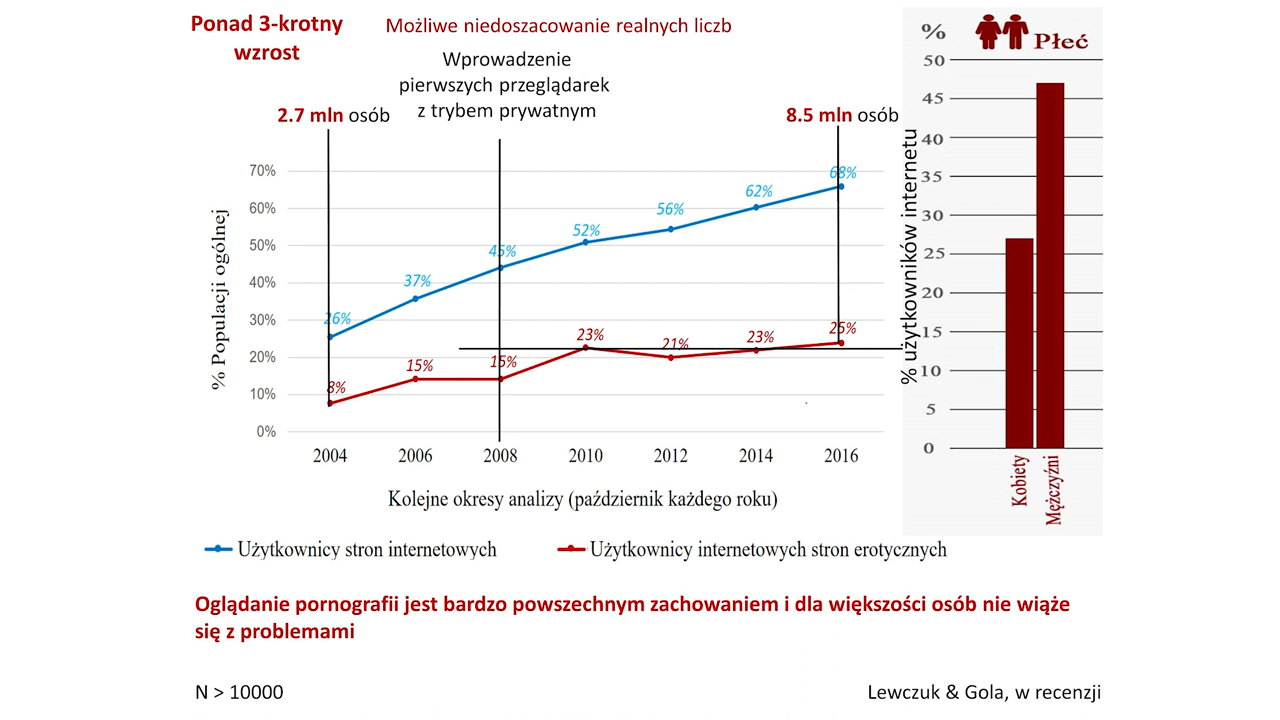 Ponad 3-krotny
wzrost
Możliwe niedoszacowanie realnych liczb
Wprowadzenie
pierwszych przeglądarek
z trybem prywatnym
2.7 mln osób
8.5 mln osób
% Populacji ogólnej
70%
60%
50%
40%
30%
20%
10%
0%
26%
37%
45%
52%
56%
62%
68%
8%
15%
15%
23%
21%
23%
25%
2004
2006
2008
2010
2012
2014
2016
Kolejne okresy analizy (październik każdego roku)
Użytkownicy stron internetowych
Użytkownicy internetowych stron erotycznych
%
Płeć
% użytkowników internetu
50
45
40
35
30
25
20
15
10
5
0
Kobiety
Mężczyźni
Oglądanie pornografii jest bardzo powszechnym zachowaniem i dla większości osób nie wiąże
się z problemami
N > 10000
Lewczuk & Gola, w recenzji